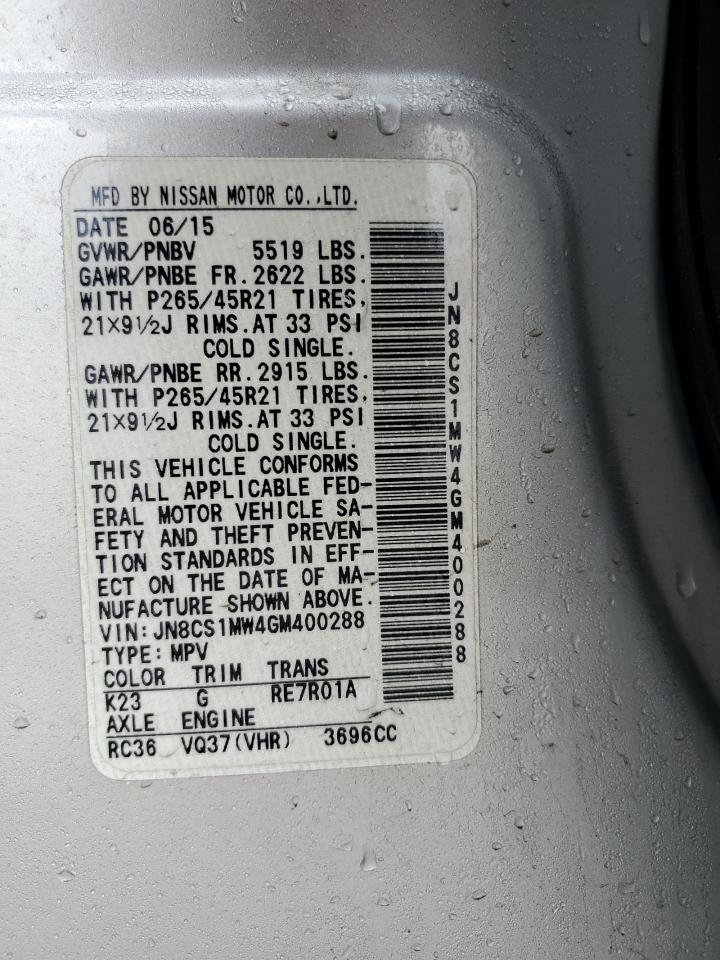 MFD BY NISSAN MOTOR CO.,LTD.
DATE 06/15
GVWR/PNBV 5519 LBS.
GAWR/PNBE FR.2622 LBS.
WITH P265/45R21 TIRES,
21×9½J RIMS.AT 33 PSI
COLD SINGLE.
GAWR/PNBE RR.2915 LBS.
WITH P265/45R21 TIRES,
21×9½J RIMS.AT 33 PSI
COLD SINGLE.
THIS VEHICLE CONFORMS
TO ALL APPLICABLE FED-
ERAL MOTOR VEHICLE SA-
FETY AND THEFT PREVEN-
TION STANDARDS IN EFF-
ECT ON THE DATE OF MA-
NUFACTURE SHOWN ABOVE.
VIN:JN8CS1MW4GM400288
TYPE:MPV
COLOR TRIM TRANS
K23 G RE7R01A
AXLE ENGINE
RC36 VQ37(VHR) 3696CC
JN8CS1MW4GM400288